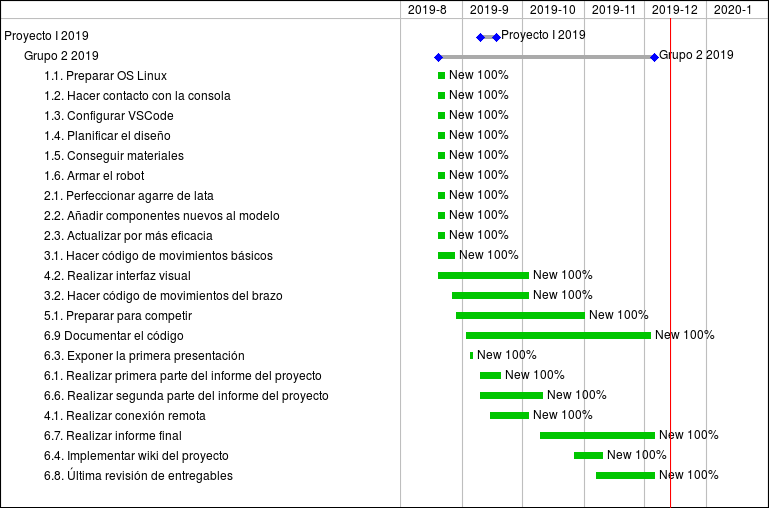 2019-8 2019-9 2019-10 2019-11 2019-12 2020-1
Proyecto I 2019 Proyecto I 2019
Grupo 2 2019 Grupo 2 2019
1.1. Preparar OS Linux New 100%
1.2. Hacer contacto con la consola New 100%
1.3. Configurar VSCode New 100%
1.4. Planificar el diseño New 100%
1.5. Conseguir materiales New 100%
1.6. Armar el robot New 100%
2.1. Perfeccionar agarre de lata New 100%
2.2. Añadir componentes nuevos al modelo New 100%
2.3. Actualizar por más eficacia New 100%
3.1. Hacer código de movimientos básicos New 100%
4.2. Realizar interfaz visual New 100%
3.2. Hacer código de movimientos del brazo New 100%
5.1. Preparar para competir New 100%
6.9 Documentar el código New 100%
6.3. Exponer la primera presentación New 100%
6.1. Realizar primera parte del informe del proyecto New 100%
6.6. Realizar segunda parte del informe del proyecto New 100%
4.1. Realizar conexión remota New 100%
6.7. Realizar informe final New 100%
6.4. Implementar wiki del proyecto New 100%
6.8. Última revisión de entregables New 100%